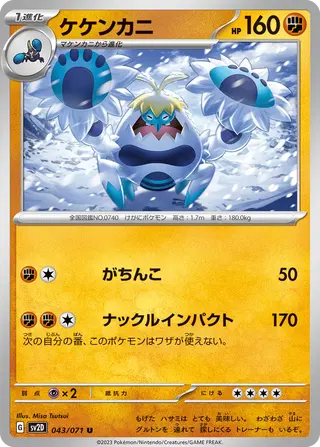 1進化 ケケンカニ HP 160
マケンカニから進化
全国図鑑NO.0740 けがにポケモン 高さ:1.7m 重さ:180.0kg
がちんこ 50
ナックルインパクト 170
次の自分の番、このポケモンはワザが使えない。
弱点 ×2 抵抗力 にげる
Illus. Misa Tsutsui
G SV2D 043/071 U
もげた ハサミは とても 美味しい。 わざわざ 山に
グルトンを 連れて 探しにくる トレーナーも いるぞ。
©2023 Pokémon/Nintendo/Creatures/GAME FREAK.